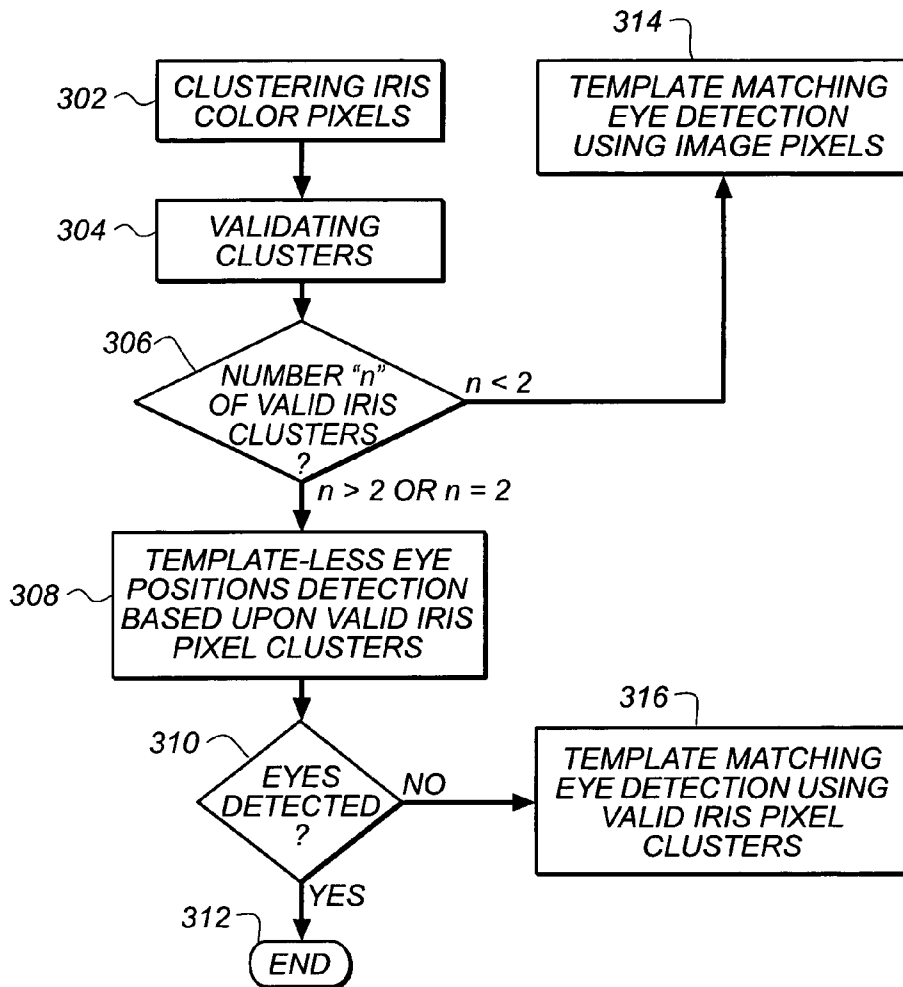 314
302
CLUSTERING IRIS
COLOR PIXELS
TEMPLATE MATCHING
EYE DETECTION
USING IMAGE PIXELS
304
VALIDATING
CLUSTERS
306
NUMBER “n”
OF VALID IRIS
CLUSTERS
?
n < 2
n > 2 OR n = 2
308
TEMPLATE-LESS EYE
POSITIONS DETECTION
BASED UPON VALID IRIS
PIXEL CLUSTERS
310
EYES
DETECTED
?
NO
316
TEMPLATE MATCHING
EYE DETECTION USING
VALID IRIS PIXEL
CLUSTERS
YES
312
END